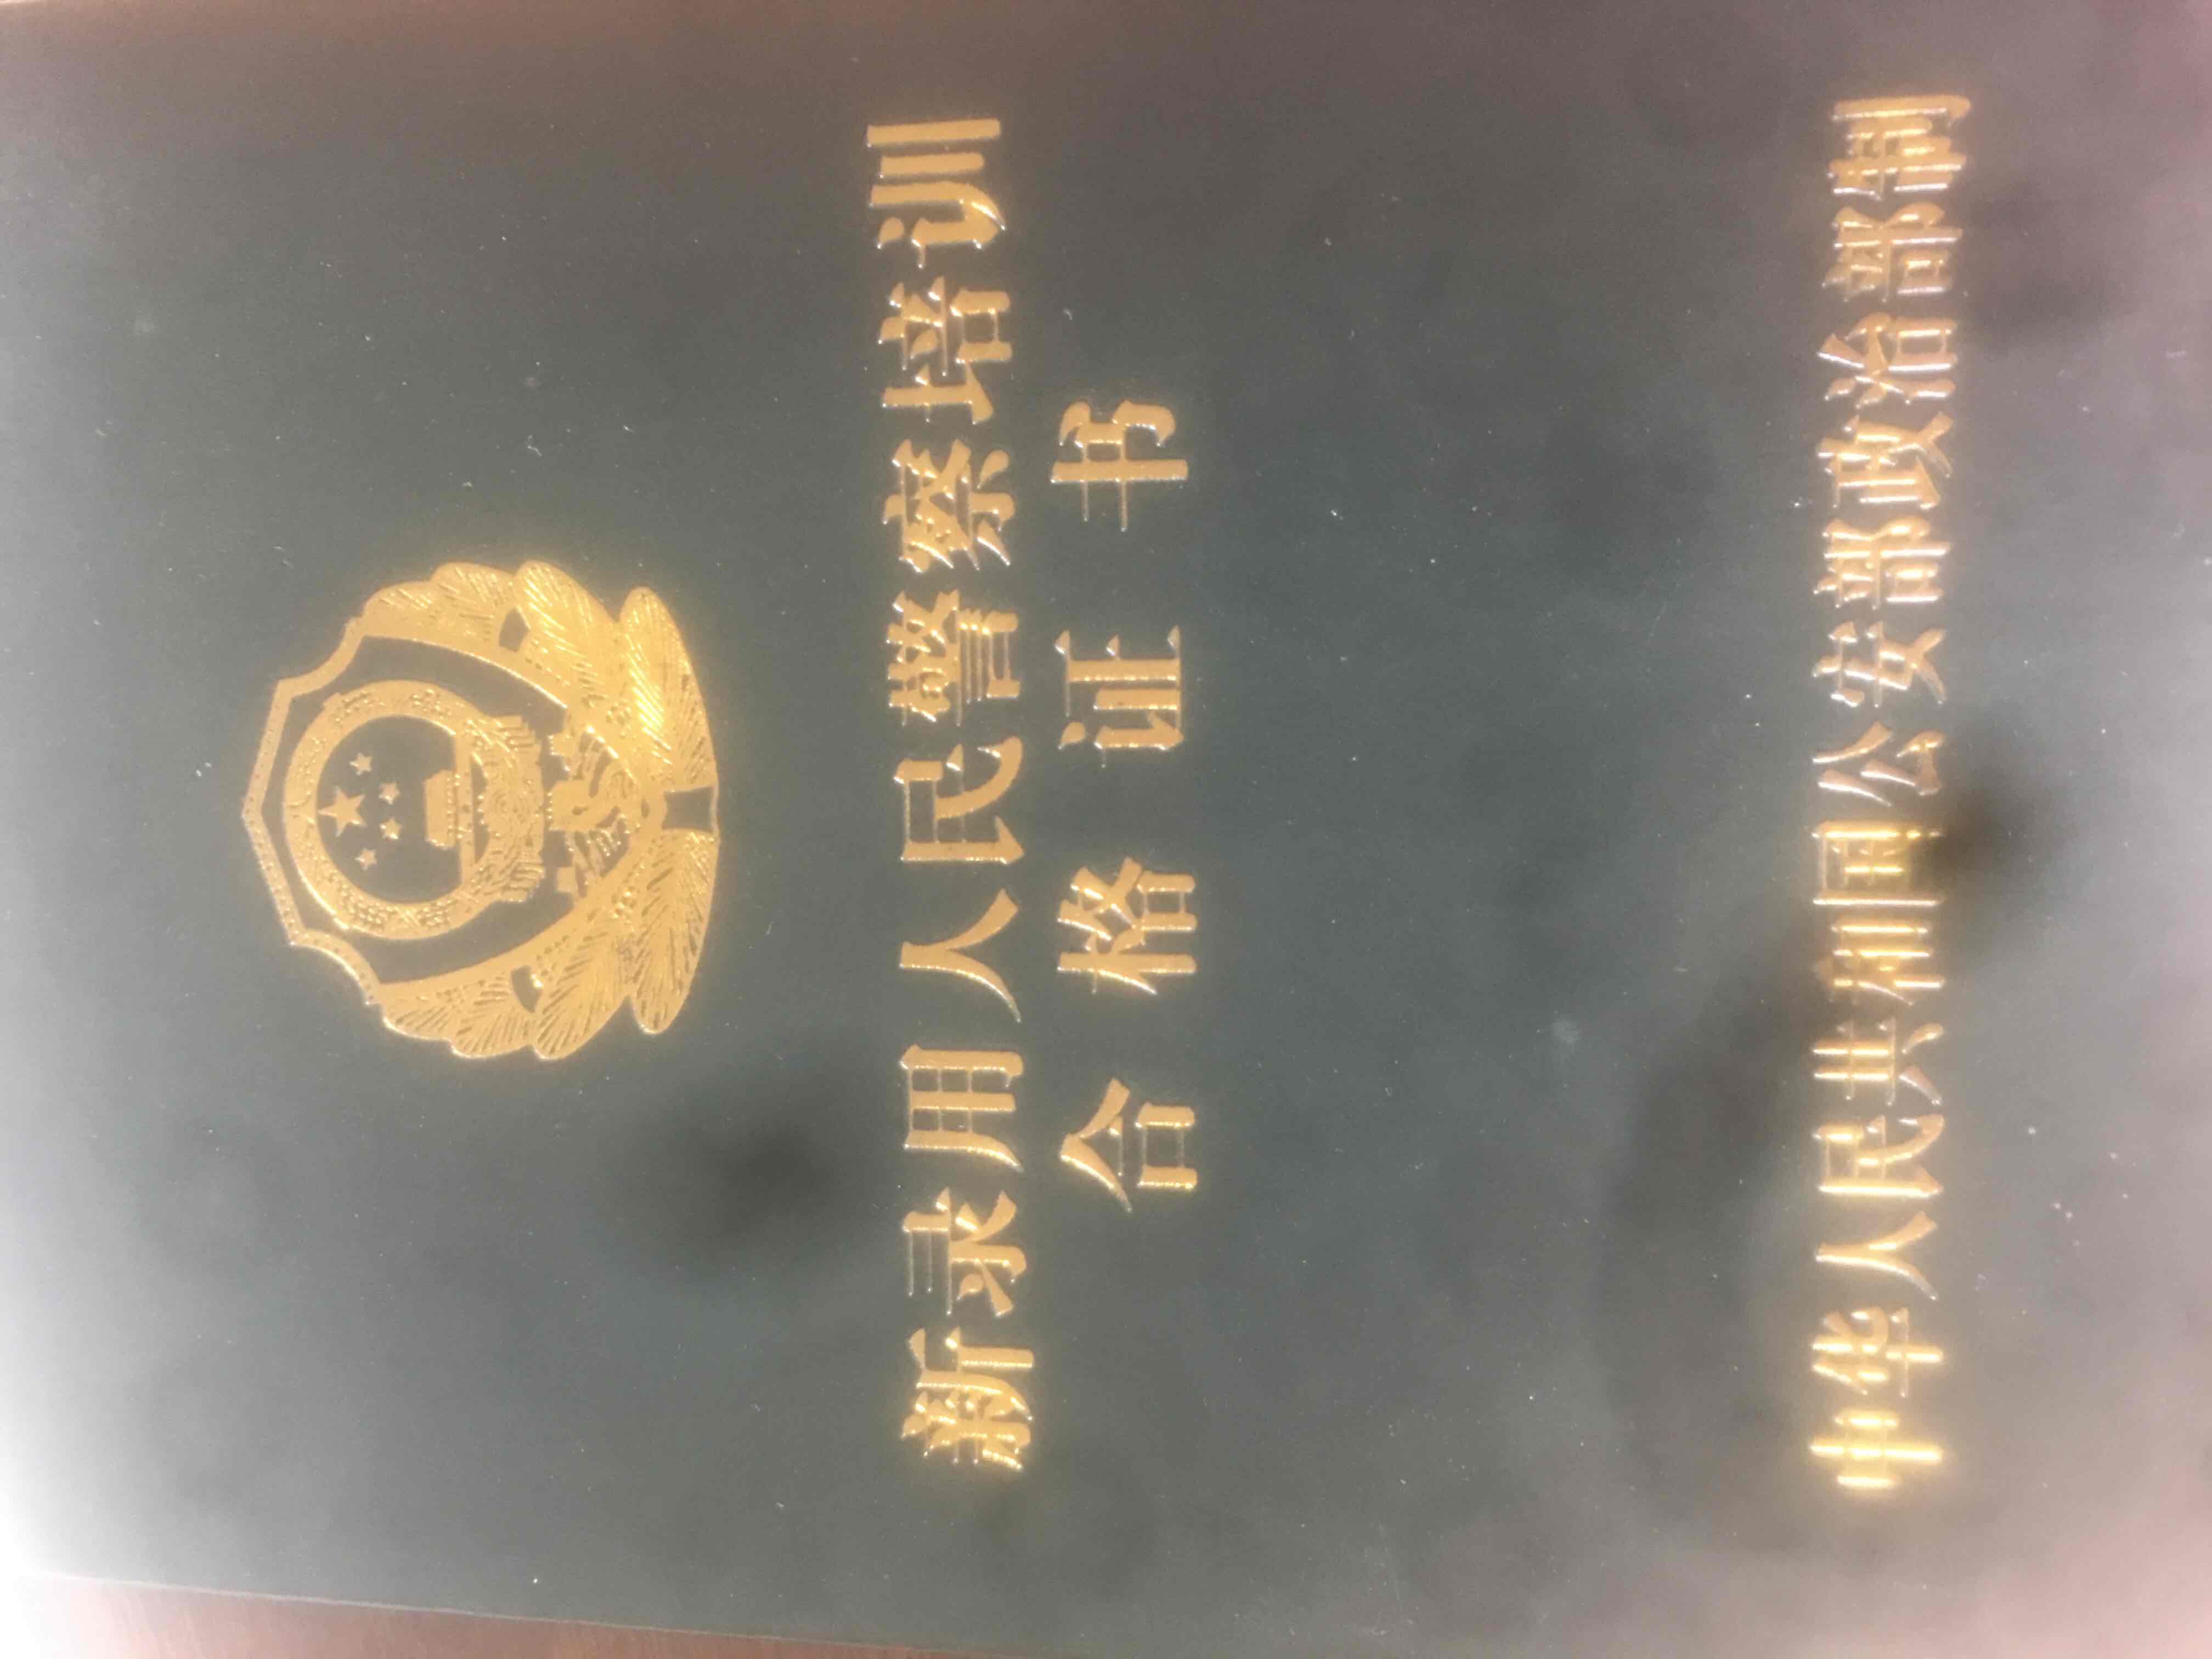 新录用人民警察培训
合格证书
中华人民共和国公安部政治部制